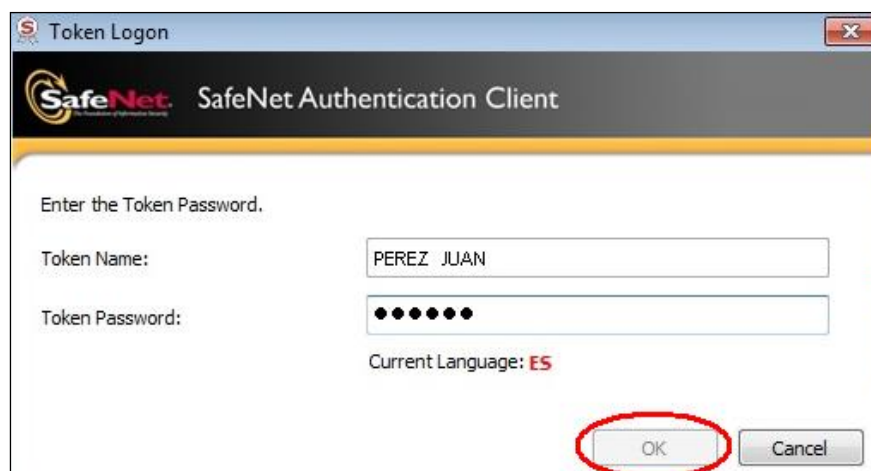 Token Logon
SafeNet. SafeNet Authentication Client
Enter the Token Password.
Token Name: PEREZ JUAN
Token Password: ●●●●●●
Current Language: ES
OK Cancel